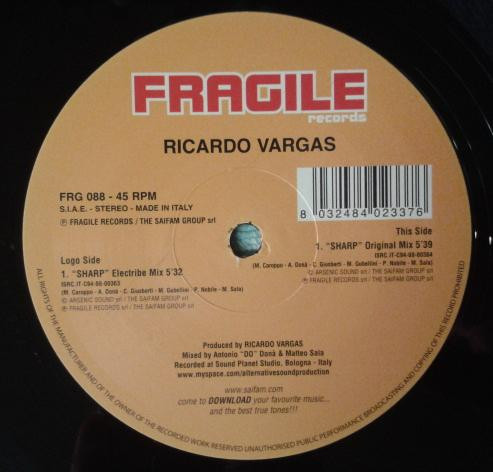 FRAGILE
records
RICARDO VARGAS
FRG 088 - 45 RPM
S.I.A.E. - STEREO - MADE IN ITALY
℗ FRAGILE RECORDS / THE SAIFAM GROUP srl
8 032484 023376
This Side
1. "SHARP" Original Mix 5'39
ISRC.IT-C94-08-00364
(M. Caroppo - A. Donà - C. Giuoberti - M. Gubellini - P. Nobile - M. Sala)
© ARSENIC SOUND srl / THE SAIFAM GROUP srl
℗ FRAGILE RECORDS srl / THE SAIFAM GROUP srl
Logo Side
1. "SHARP" Electribe Mix 5'32
ISRC.IT-C94-08-00363
(M. Caroppo - A. Donà - C. Giuoberti - M. Gubellini - P. Nobile - M. Sala)
© ARSENIC SOUND srl / THE SAIFAM GROUP srl
℗ FRAGILE RECORDS srl / THE SAIFAM GROUP srl
Produced by RICARDO VARGAS
Mixed by Antonio "DO" Donà & Matteo Sala
Recorded at Sound Planet Studio, Bologna - Italy
www.myspace.com/alternativesoundproduction
www.saifam.com
come to DOWNLOAD your favourite music...
and the best true tones!!!
ALL RIGHTS OF THE MANUFACTURER AND OF THE OWNER OF THE RECORDED WORK RESERVED UNAUTHORISED PUBLIC PERFORMANCE BROADCASTING AND COPYING OF THIS RECORD PROHIBITED